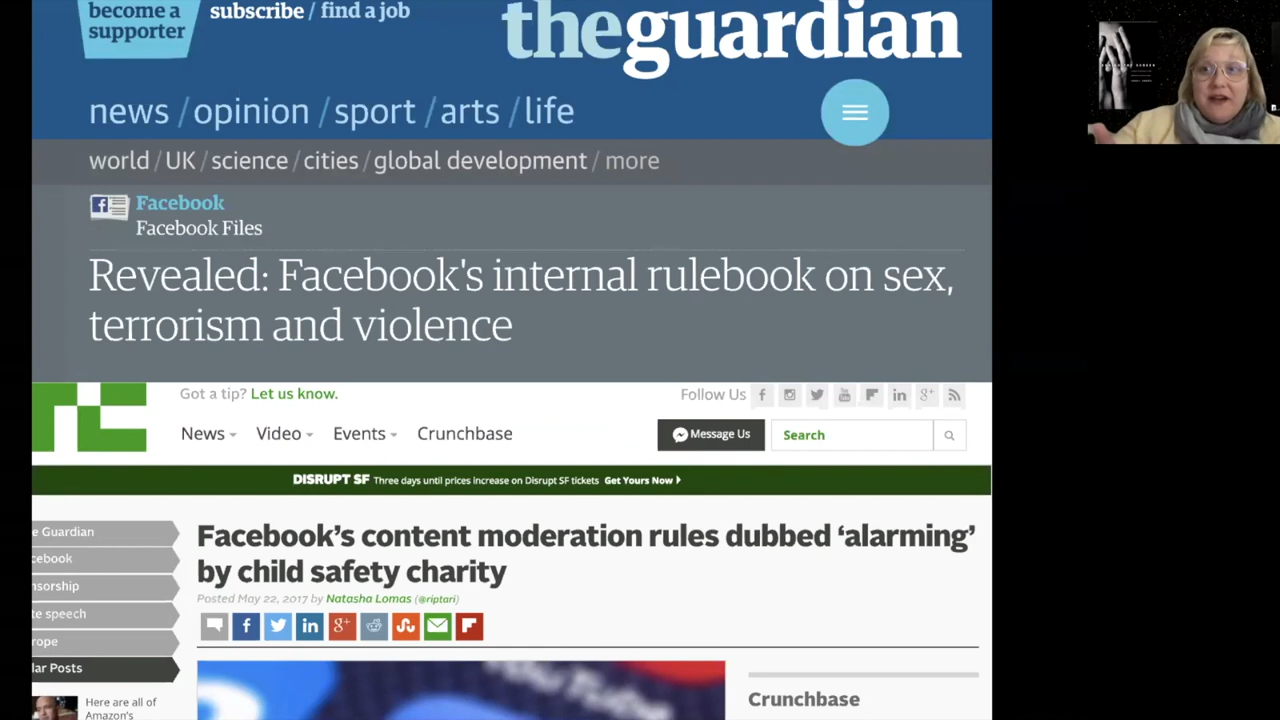 become a
supporter
subscribe / find a job
theguardian
news / opinion / sport / arts / life
world / UK / science / cities / global development / more
Facebook
Facebook Files
Revealed: Facebook's internal rulebook on sex,
terrorism and violence
Got a tip? Let us know.
Follow Us
News
Video
Events
Crunchbase
Message Us
Search
DISRUPT SF Three days until prices increase on Disrupt SF tickets Get Yours Now
e Guardian
cebook
nsorship
te speech
rope
lar Posts
Here are all of
Amazon's
Facebook's content moderation rules dubbed ‘alarming’
by child safety charity
Posted May 22, 2017 by Natasha Lomas (@riptari)
YouTube
Crunchbase